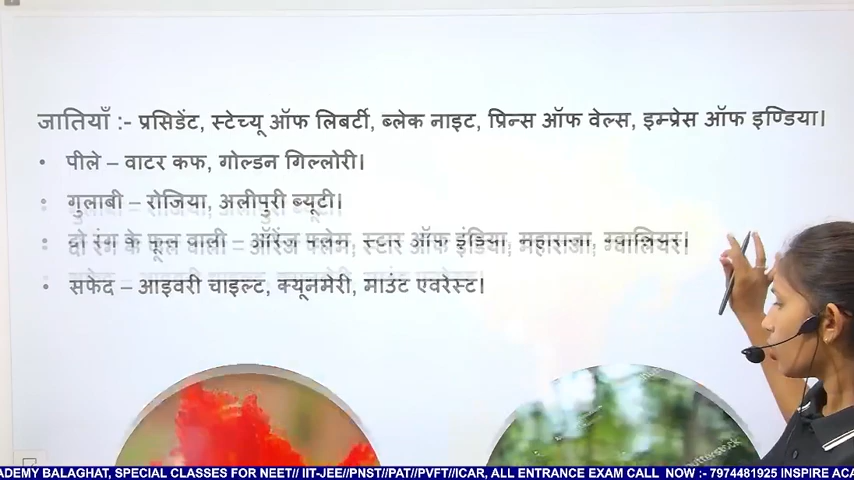 जातियाँ :- प्रसिडेंट, स्टेच्यू ऑफ लिबर्टी, ब्लेक नाइट, प्रिन्स ऑफ वेल्स, इम्प्रेस ऑफ इण्डिया।
• पीले – वाटर कफ, गोल्डन गिल्लोरी।
• गुलाबी – रोजिया, अलीपुरी ब्यूटी।
• दो रंग के फूल वाली – ऑरेंज फ्लेम, स्टार ऑफ इंडिया, महाराजा, ग्वालियर।
• सफेद – आइवरी चाइल्ट, क्यूनमेरी, माउंट एवरेस्ट।
ADEMY BALAGHAT, SPECIAL CLASSES FOR NEET// IIT-JEE//PNST//PAT//PVFT//ICAR, ALL ENTRANCE EXAM CALL NOW :- 7974481925 INSPIRE ACA